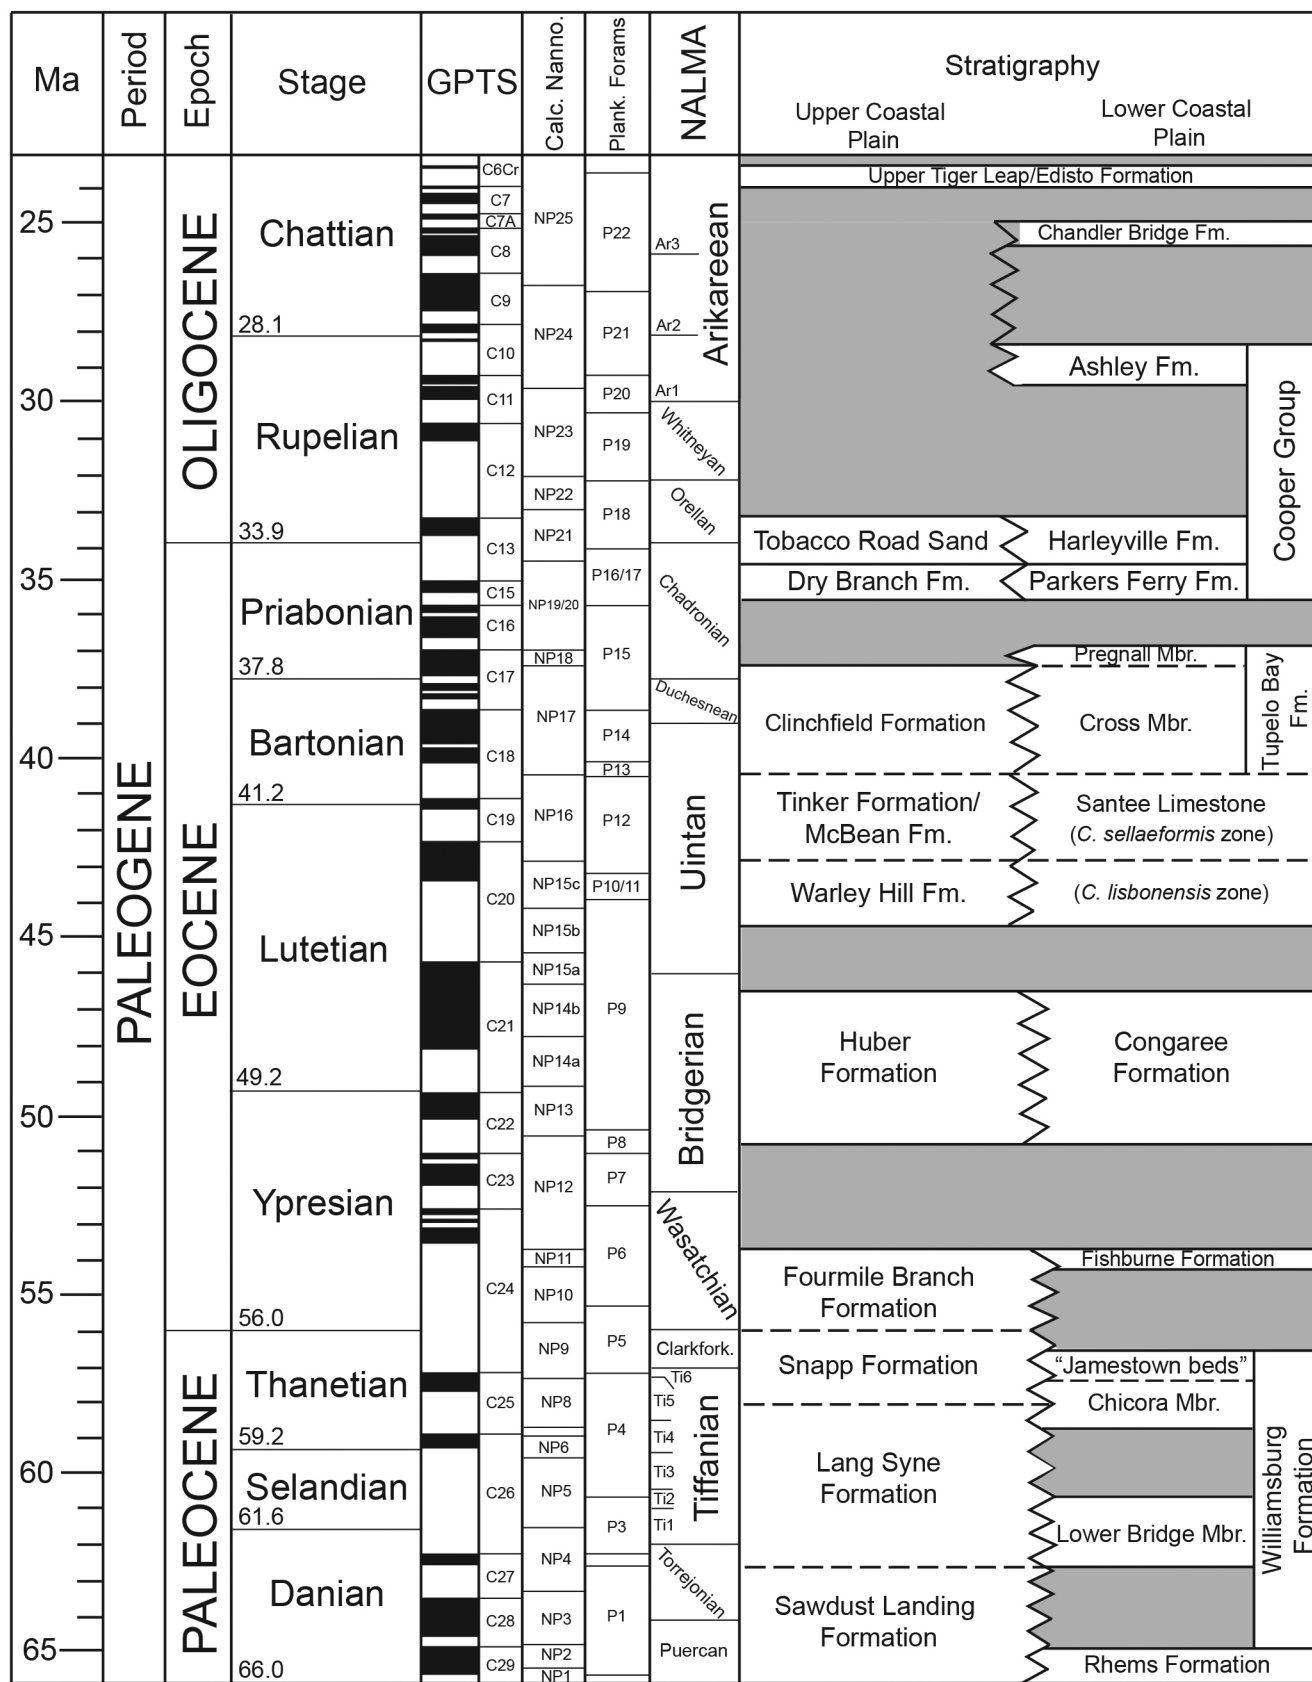 Ma
Period
Epoch
Stage
GPTS
Calc. Nanno.
Plank. Forams
NALMA
Stratigraphy
Upper Coastal
Plain
Lower Coastal
Plain
25
30
35
40
45
50
55
60
65
PALEOGENE
OLIGOCENE
EOCENE
PALEOCENE
Chattian
28.1
Rupelian
33.9
Priabonian
37.8
Bartonian
41.2
Lutetian
49.2
Ypresian
56.0
Thanetian
59.2
Selandian
61.6
Danian
66.0
C6Cr
C7
C7A
C8
C9
C10
C11
C12
C13
C15
C16
C17
C18
C19
C20
C21
C22
C23
C24
C25
C26
C27
C28
C29
NP25
NP24
NP23
NP22
NP21
NP19/20
NP18
NP17
NP16
NP15c
NP15b
NP15a
NP14b
NP14a
NP13
NP12
NP11
NP10
NP9
NP8
NP6
NP5
NP4
NP3
NP2
NP1
P22
P21
P20
P19
P18
P16/17
P15
P14
P13
P12
P10/11
P9
P8
P7
P6
P5
P4
P3
P1
Arikareean
Ar3
Ar2
Ar1
Whitneyan
Orellan
Chadronian
Duchesnean
Uintan
Bridgerian
Wasatchian
Clarkfork.
Tiffanian
Ti6
Ti5
Ti4
Ti3
Ti2
Ti1
Torrejonian
Puercan
Upper Tiger Leap/Edisto Formation
Chandler Bridge Fm.
Ashley Fm.
Cooper Group
Tobacco Road Sand
Harleyville Fm.
Dry Branch Fm.
Parkers Ferry Fm.
Pregnall Mbr.
Clinchfield Formation
Cross Mbr.
Tupelo Bay
Fm.
Tinker Formation/
McBean Fm.
Santee Limestone
(C. sellaeformis zone)
Warley Hill Fm.
(C. lisbonensis zone)
Huber
Formation
Congaree
Formation
Fishburne Formation
Fourmile Branch
Formation
Snapp Formation
“Jamestown beds”
Chicora Mbr.
Lang Syne
Formation
Lower Bridge Mbr.
Williamsburg
Formation
Sawdust Landing
Formation
Rhems Formation